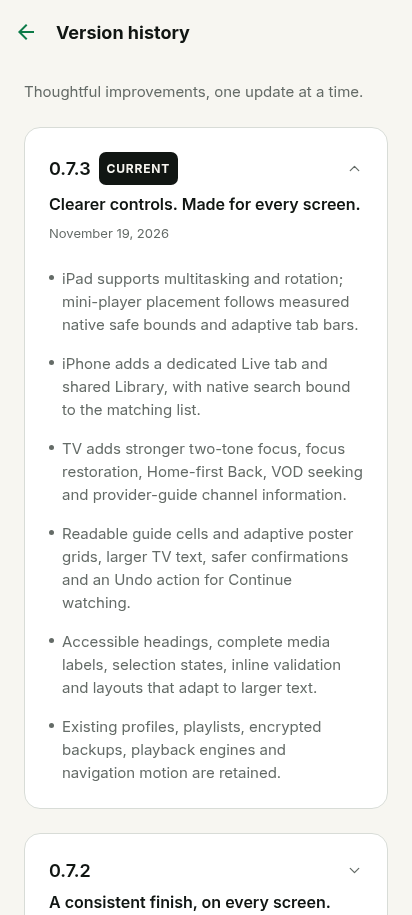 Version history
Thoughtful improvements, one update at a time.
0.7.3 CURRENT
Clearer controls. Made for every screen.
November 19, 2026
• iPad supports multitasking and rotation;
mini-player placement follows measured
native safe bounds and adaptive tab bars.
• iPhone adds a dedicated Live tab and
shared Library, with native search bound
to the matching list.
• TV adds stronger two-tone focus, focus
restoration, Home-first Back, VOD seeking
and provider-guide channel information.
• Readable guide cells and adaptive poster
grids, larger TV text, safer confirmations
and an Undo action for Continue
watching.
• Accessible headings, complete media
labels, selection states, inline validation
and layouts that adapt to larger text.
• Existing profiles, playlists, encrypted
backups, playback engines and
navigation motion are retained.
0.7.2
A consistent finish, on every screen.